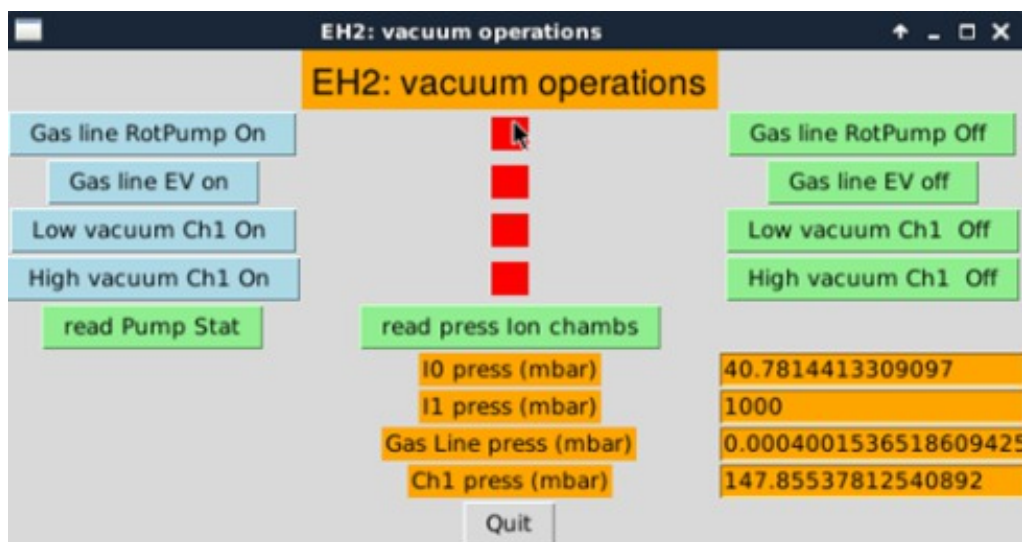 EH2: vacuum operations
EH2: vacuum operations
Gas line RotPump On Gas line RotPump Off
Gas line EV on Gas line EV off
Low vacuum Ch1 On Low vacuum Ch1  Off
High vacuum Ch1 On High vacuum Ch1  Off
read Pump Stat read press Ion chambs
I0 press (mbar) 40.7814413309097
I1 press (mbar) 1000
Gas Line press (mbar) 0.0004001536518609425
Ch1 press (mbar) 147.85537812540892
Quit